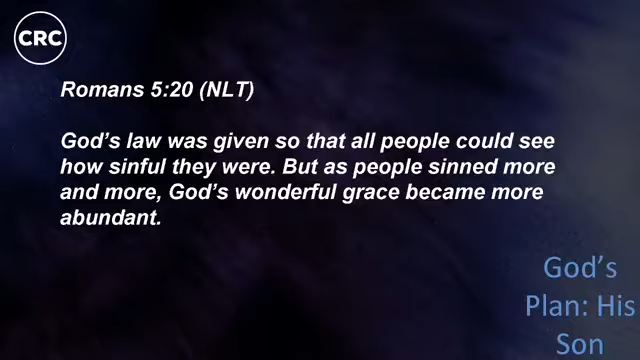 CRC
Romans 5:20 (NLT)
God’s law was given so that all people could see
how sinful they were. But as people sinned more
and more, God’s wonderful grace became more
abundant.
God’s
Plan: His
Son